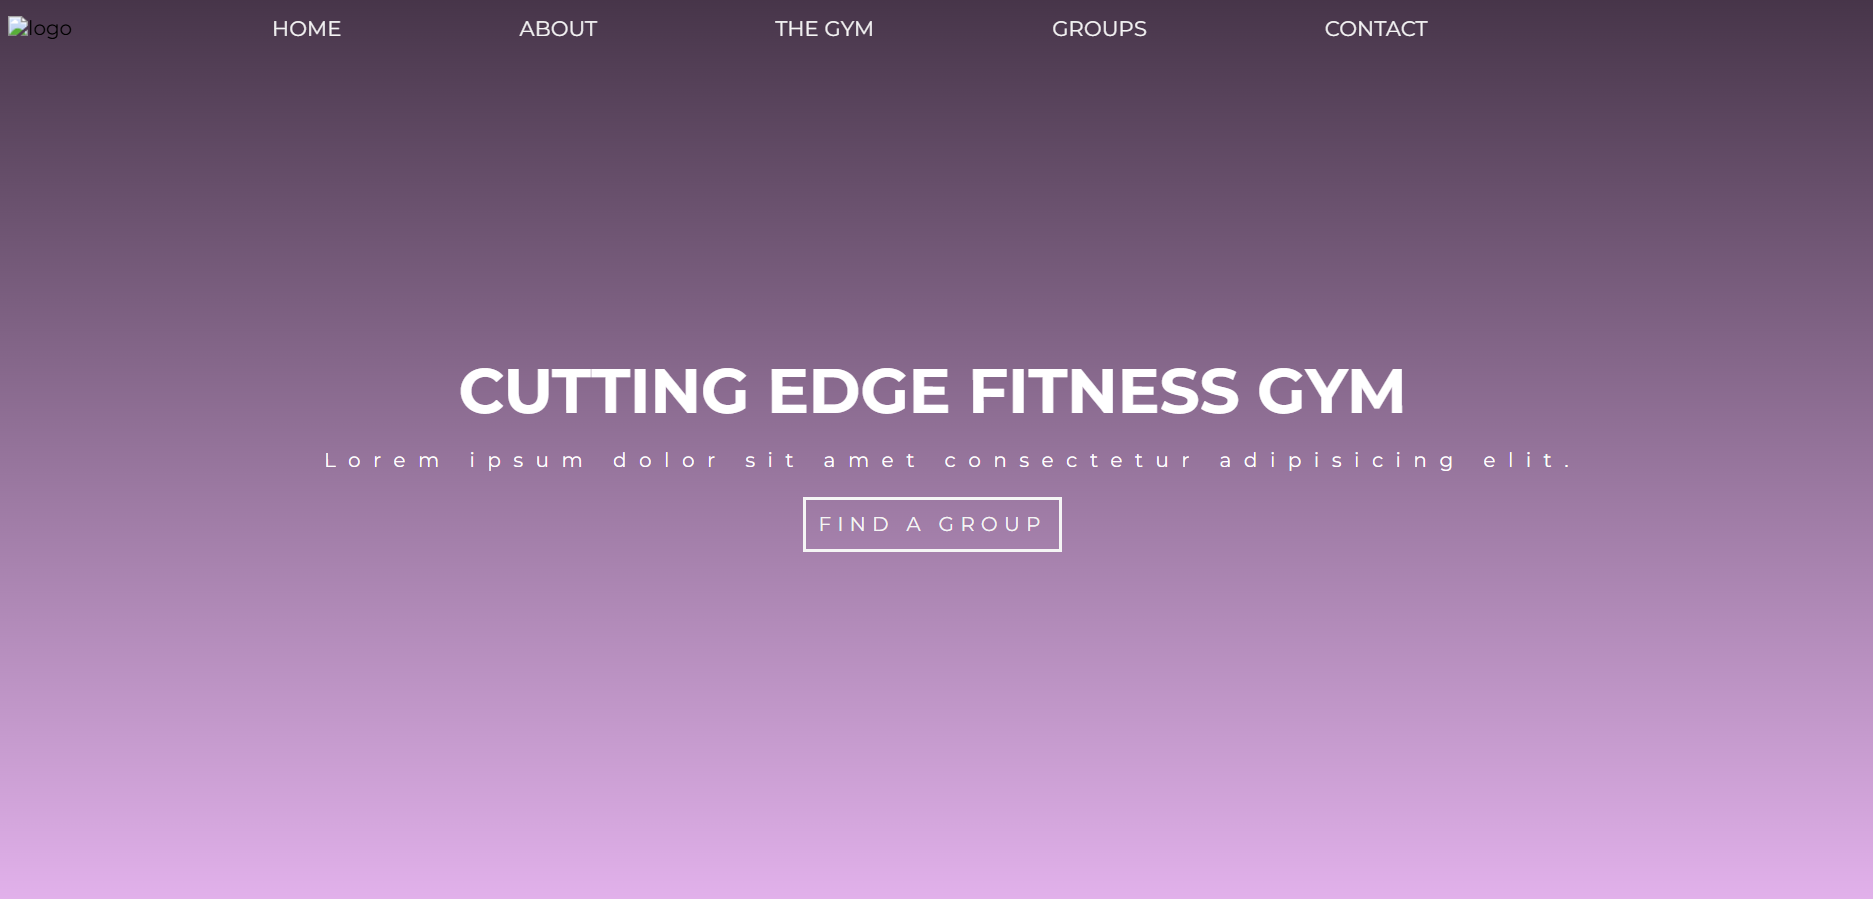 logo HOME ABOUT THE GYM GROUPS CONTACT
CUTTING EDGE FITNESS GYM
Lorem ipsum dolor sit amet consectetur adipisicing elit.
FIND A GROUP